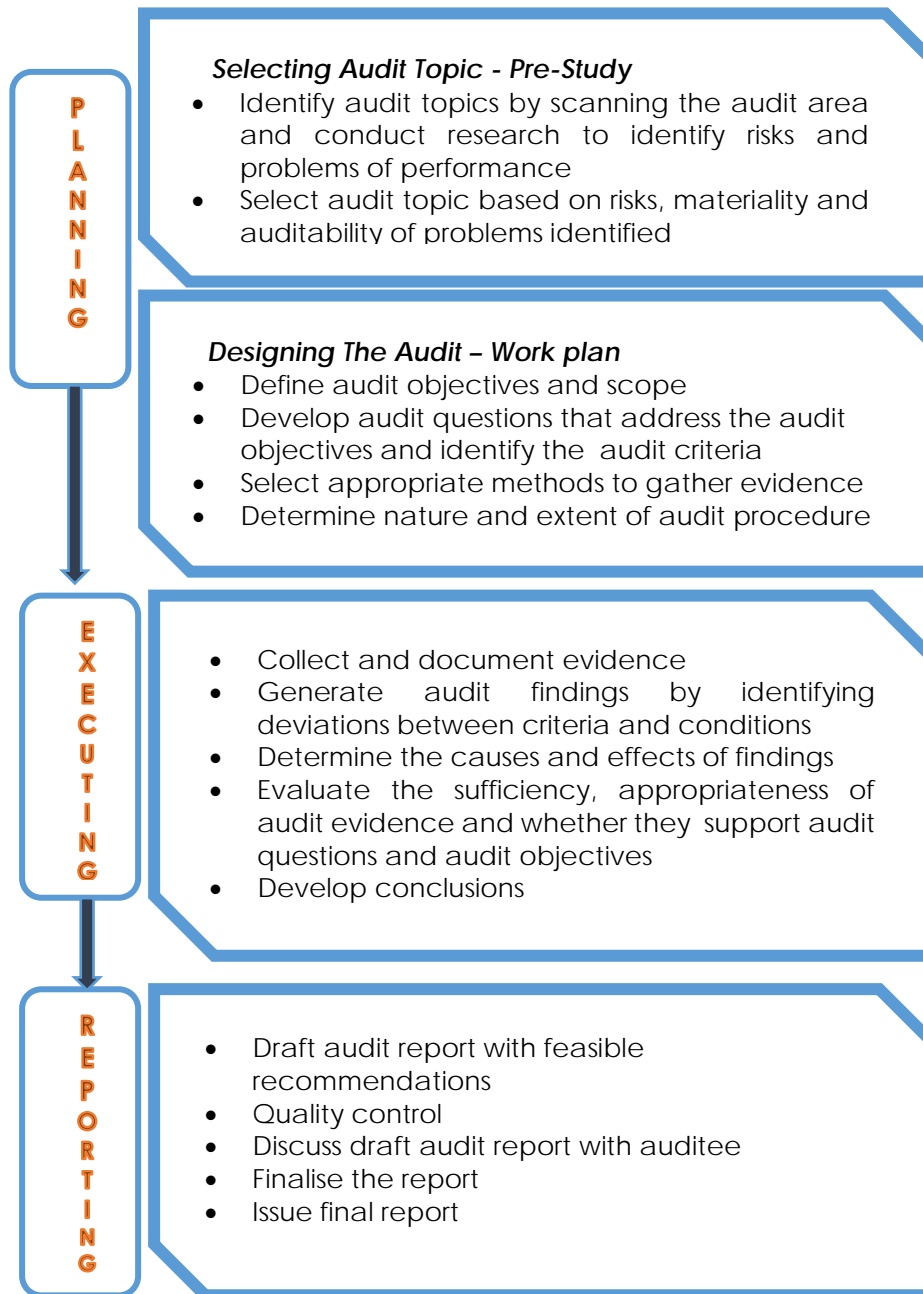 PLANNING
Selecting Audit Topic - Pre-Study
• Identify audit topics by scanning the audit area
and conduct research to identify risks and
problems of performance
• Select audit topic based on risks, materiality and
auditability of problems identified
Designing The Audit – Work plan
• Define audit objectives and scope
• Develop audit questions that address the audit
objectives and identify the audit criteria
• Select appropriate methods to gather evidence
• Determine nature and extent of audit procedure
EXECUTING
• Collect and document evidence
• Generate audit findings by identifying
deviations between criteria and conditions
• Determine the causes and effects of findings
• Evaluate the sufficiency, appropriateness of
audit evidence and whether they support audit
questions and audit objectives
• Develop conclusions
REPORTING
• Draft audit report with feasible
recommendations
• Quality control
• Discuss draft audit report with auditee
• Finalise the report
• Issue final report